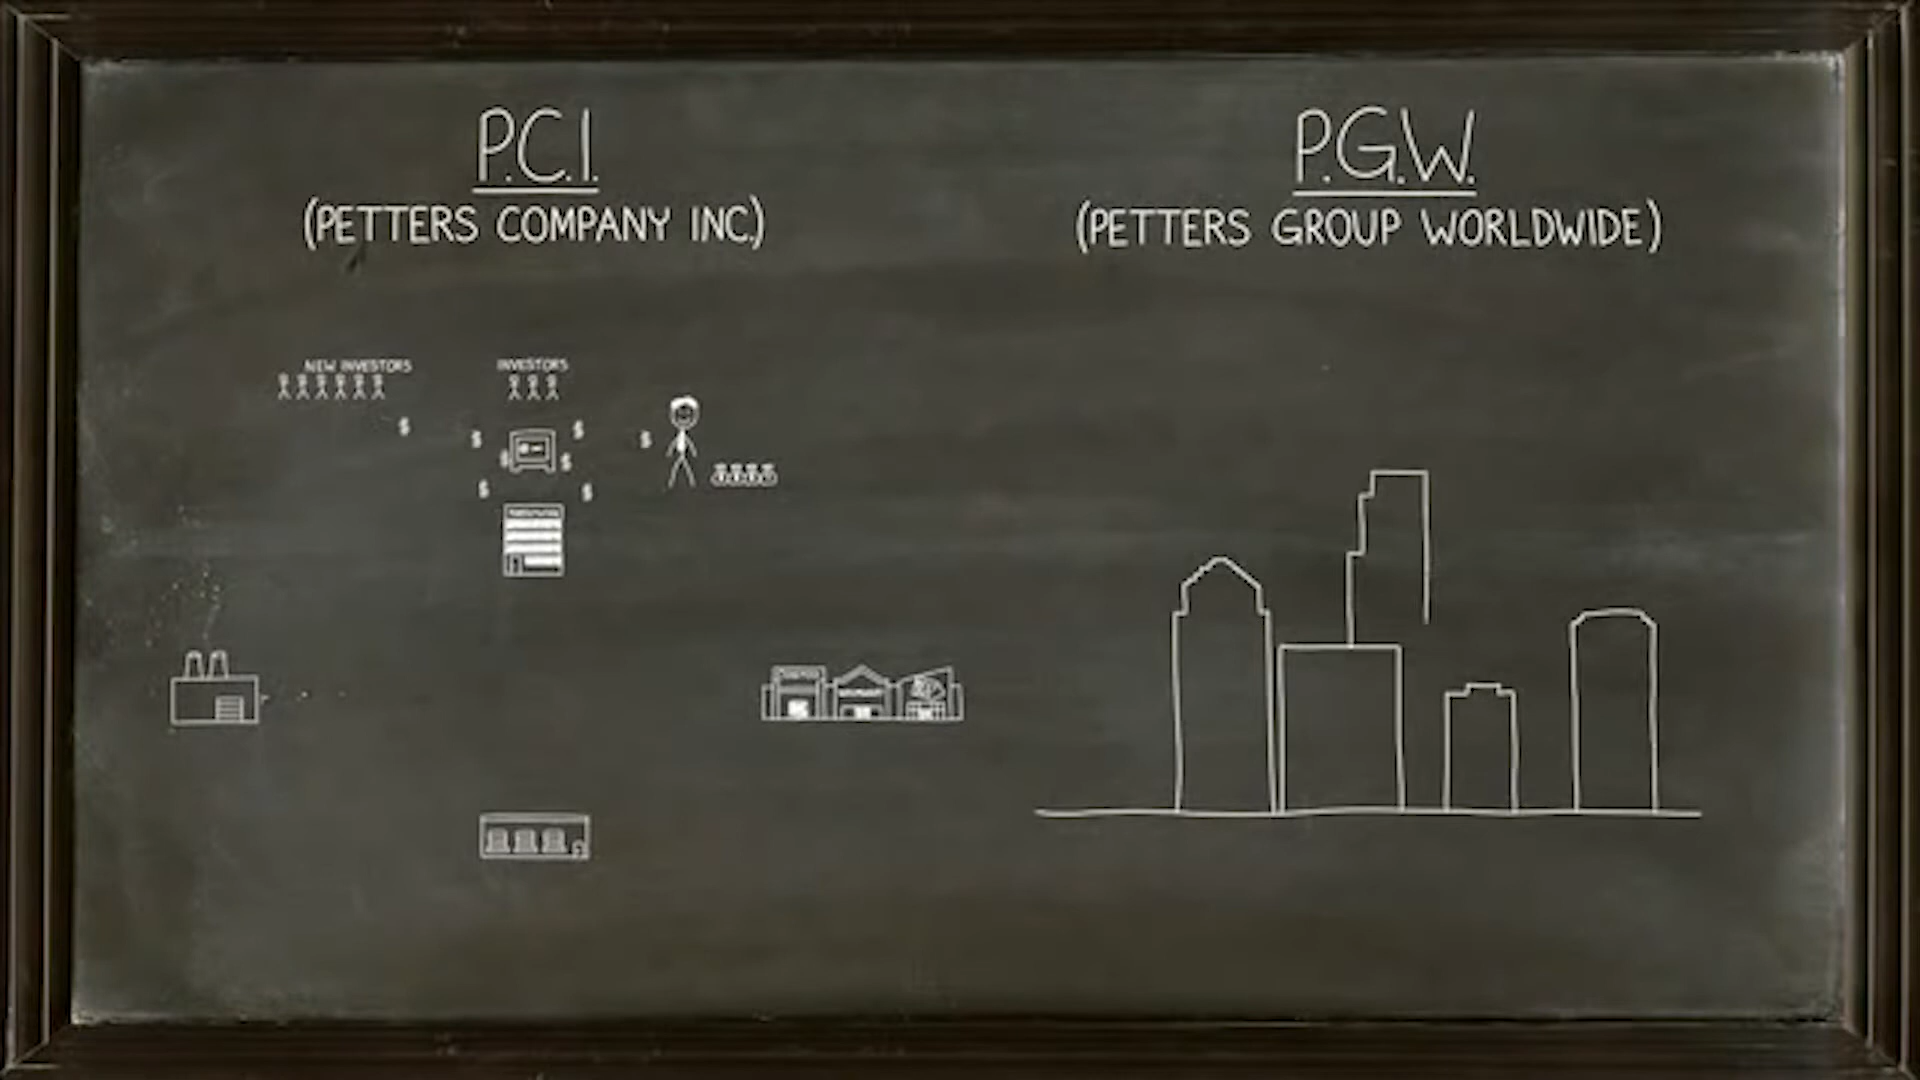 P.C.I.
(PETTERS COMPANY INC.)
P.G.W.
(PETTERS GROUP WORLDWIDE)
NEW INVESTORS
INVESTORS
$
$
$
$
$
$
$
$